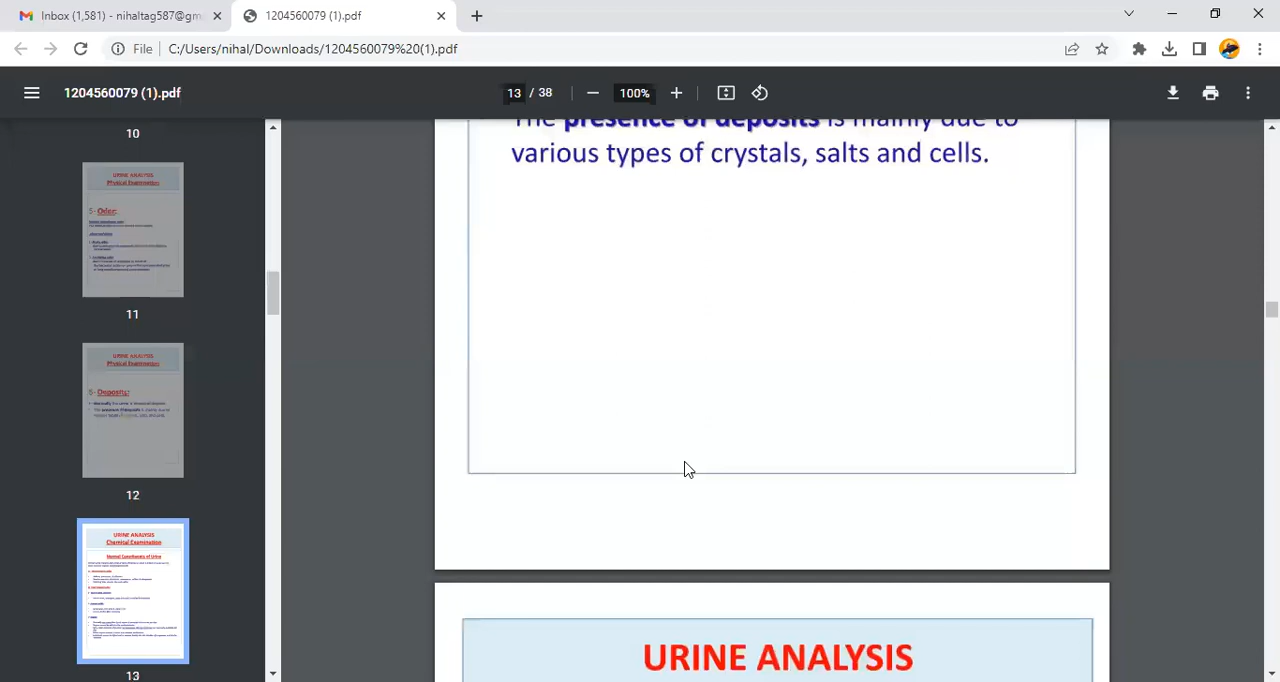 Inbox (1,581) - nihaltag587@gm
1204560079 (1).pdf
File
C:/Users/nihal/Downloads/1204560079%20(1).pdf
1204560079 (1).pdf
13 / 38
100%
10
URINE ANALYSIS
Physical Examination
5- Odor:
11
URINE ANALYSIS
Physical Examination
5- Deposits:
12
URINE ANALYSIS
Chemical Examination
Normal Constituents of Urine
13
The presence of deposits is mainly due to
various types of crystals, salts and cells.
URINE ANALYSIS